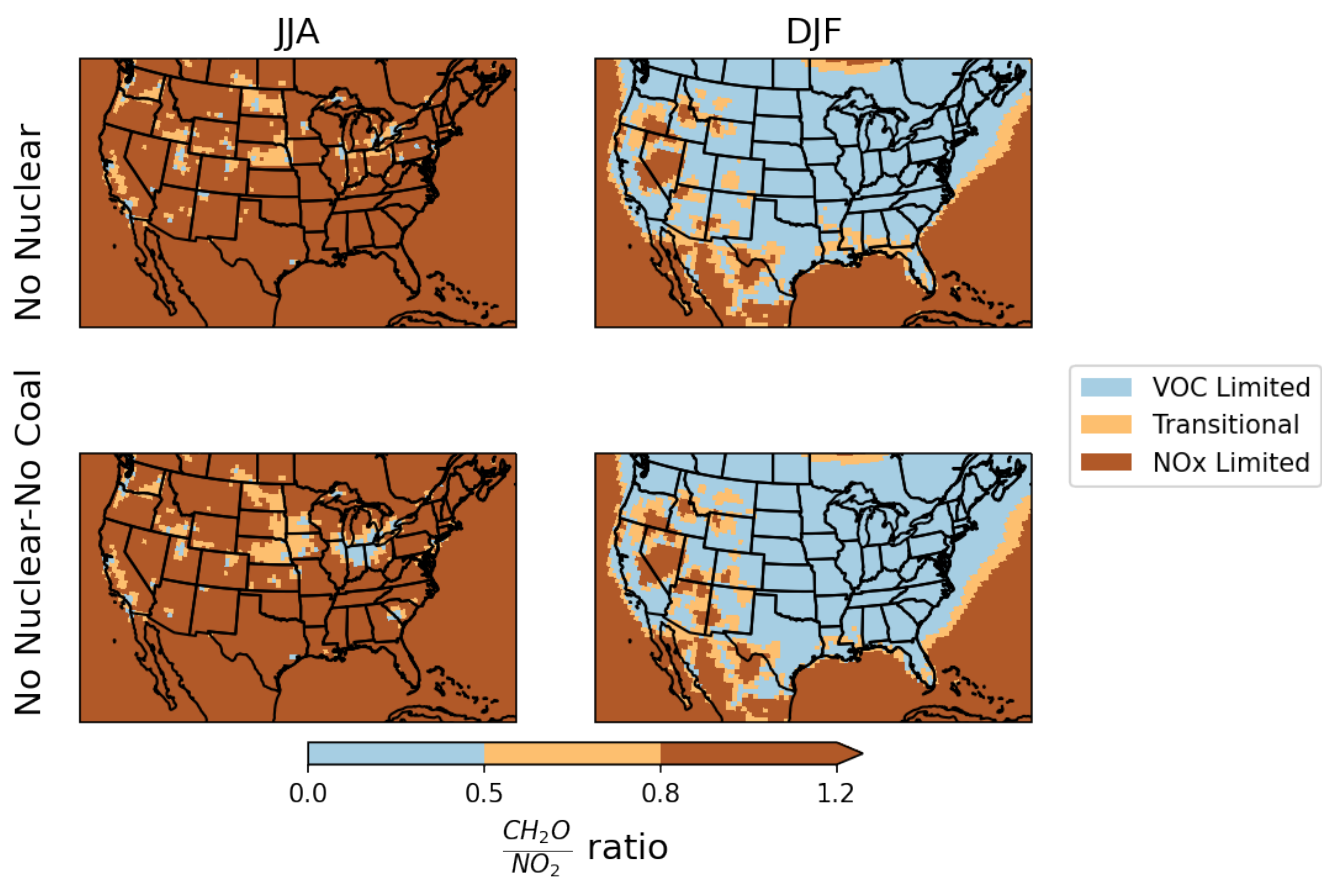 JJA
DJF
No Nuclear
No Nuclear-No Coal
VOC Limited
Transitional
NOx Limited
0.0
0.5
0.8
1.2
CH₂O
NO₂
ratio